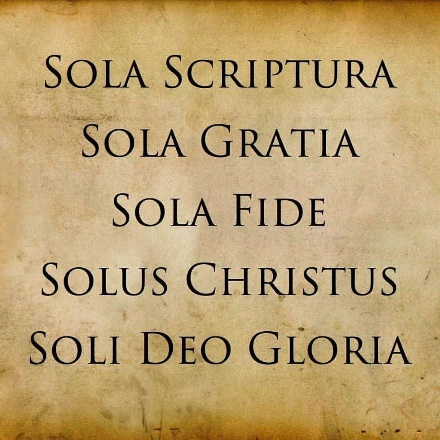 Sola Scriptura
Sola Gratia
Sola Fide
Solus Christus
Soli Deo Gloria